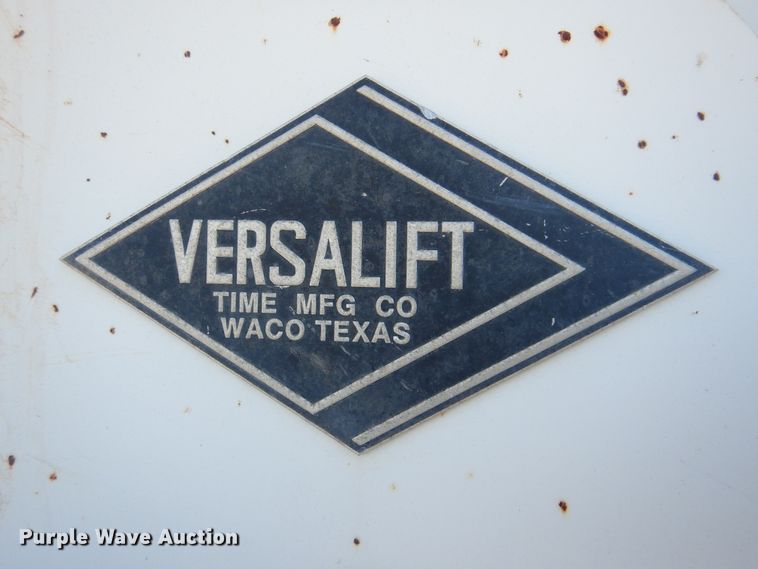 VERSALIFT
TIME MFG CO
WACO TEXAS
Purple Wave Auction